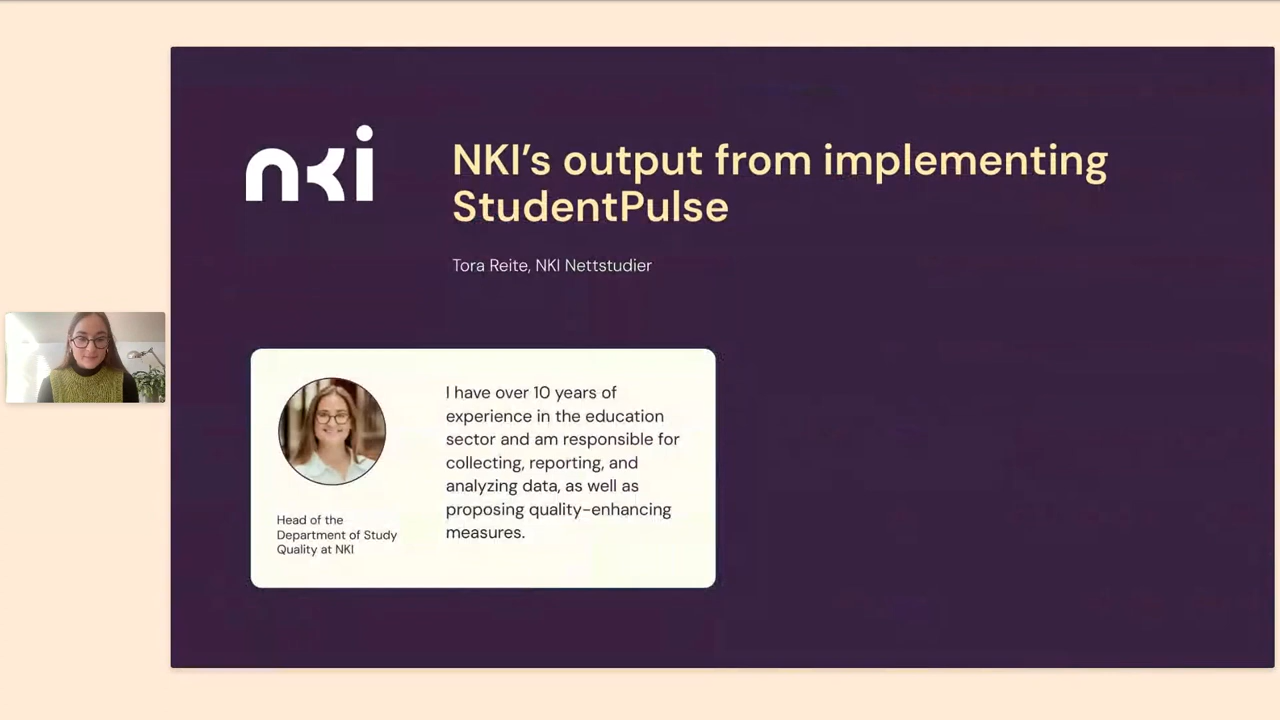 nki
NKI’s output from implementing
StudentPulse
Tora Reite, NKI Nettstudier
Head of the
Department of Study
Quality at NKI
I have over 10 years of
experience in the education
sector and am responsible for
collecting, reporting, and
analyzing data, as well as
proposing quality-enhancing
measures.